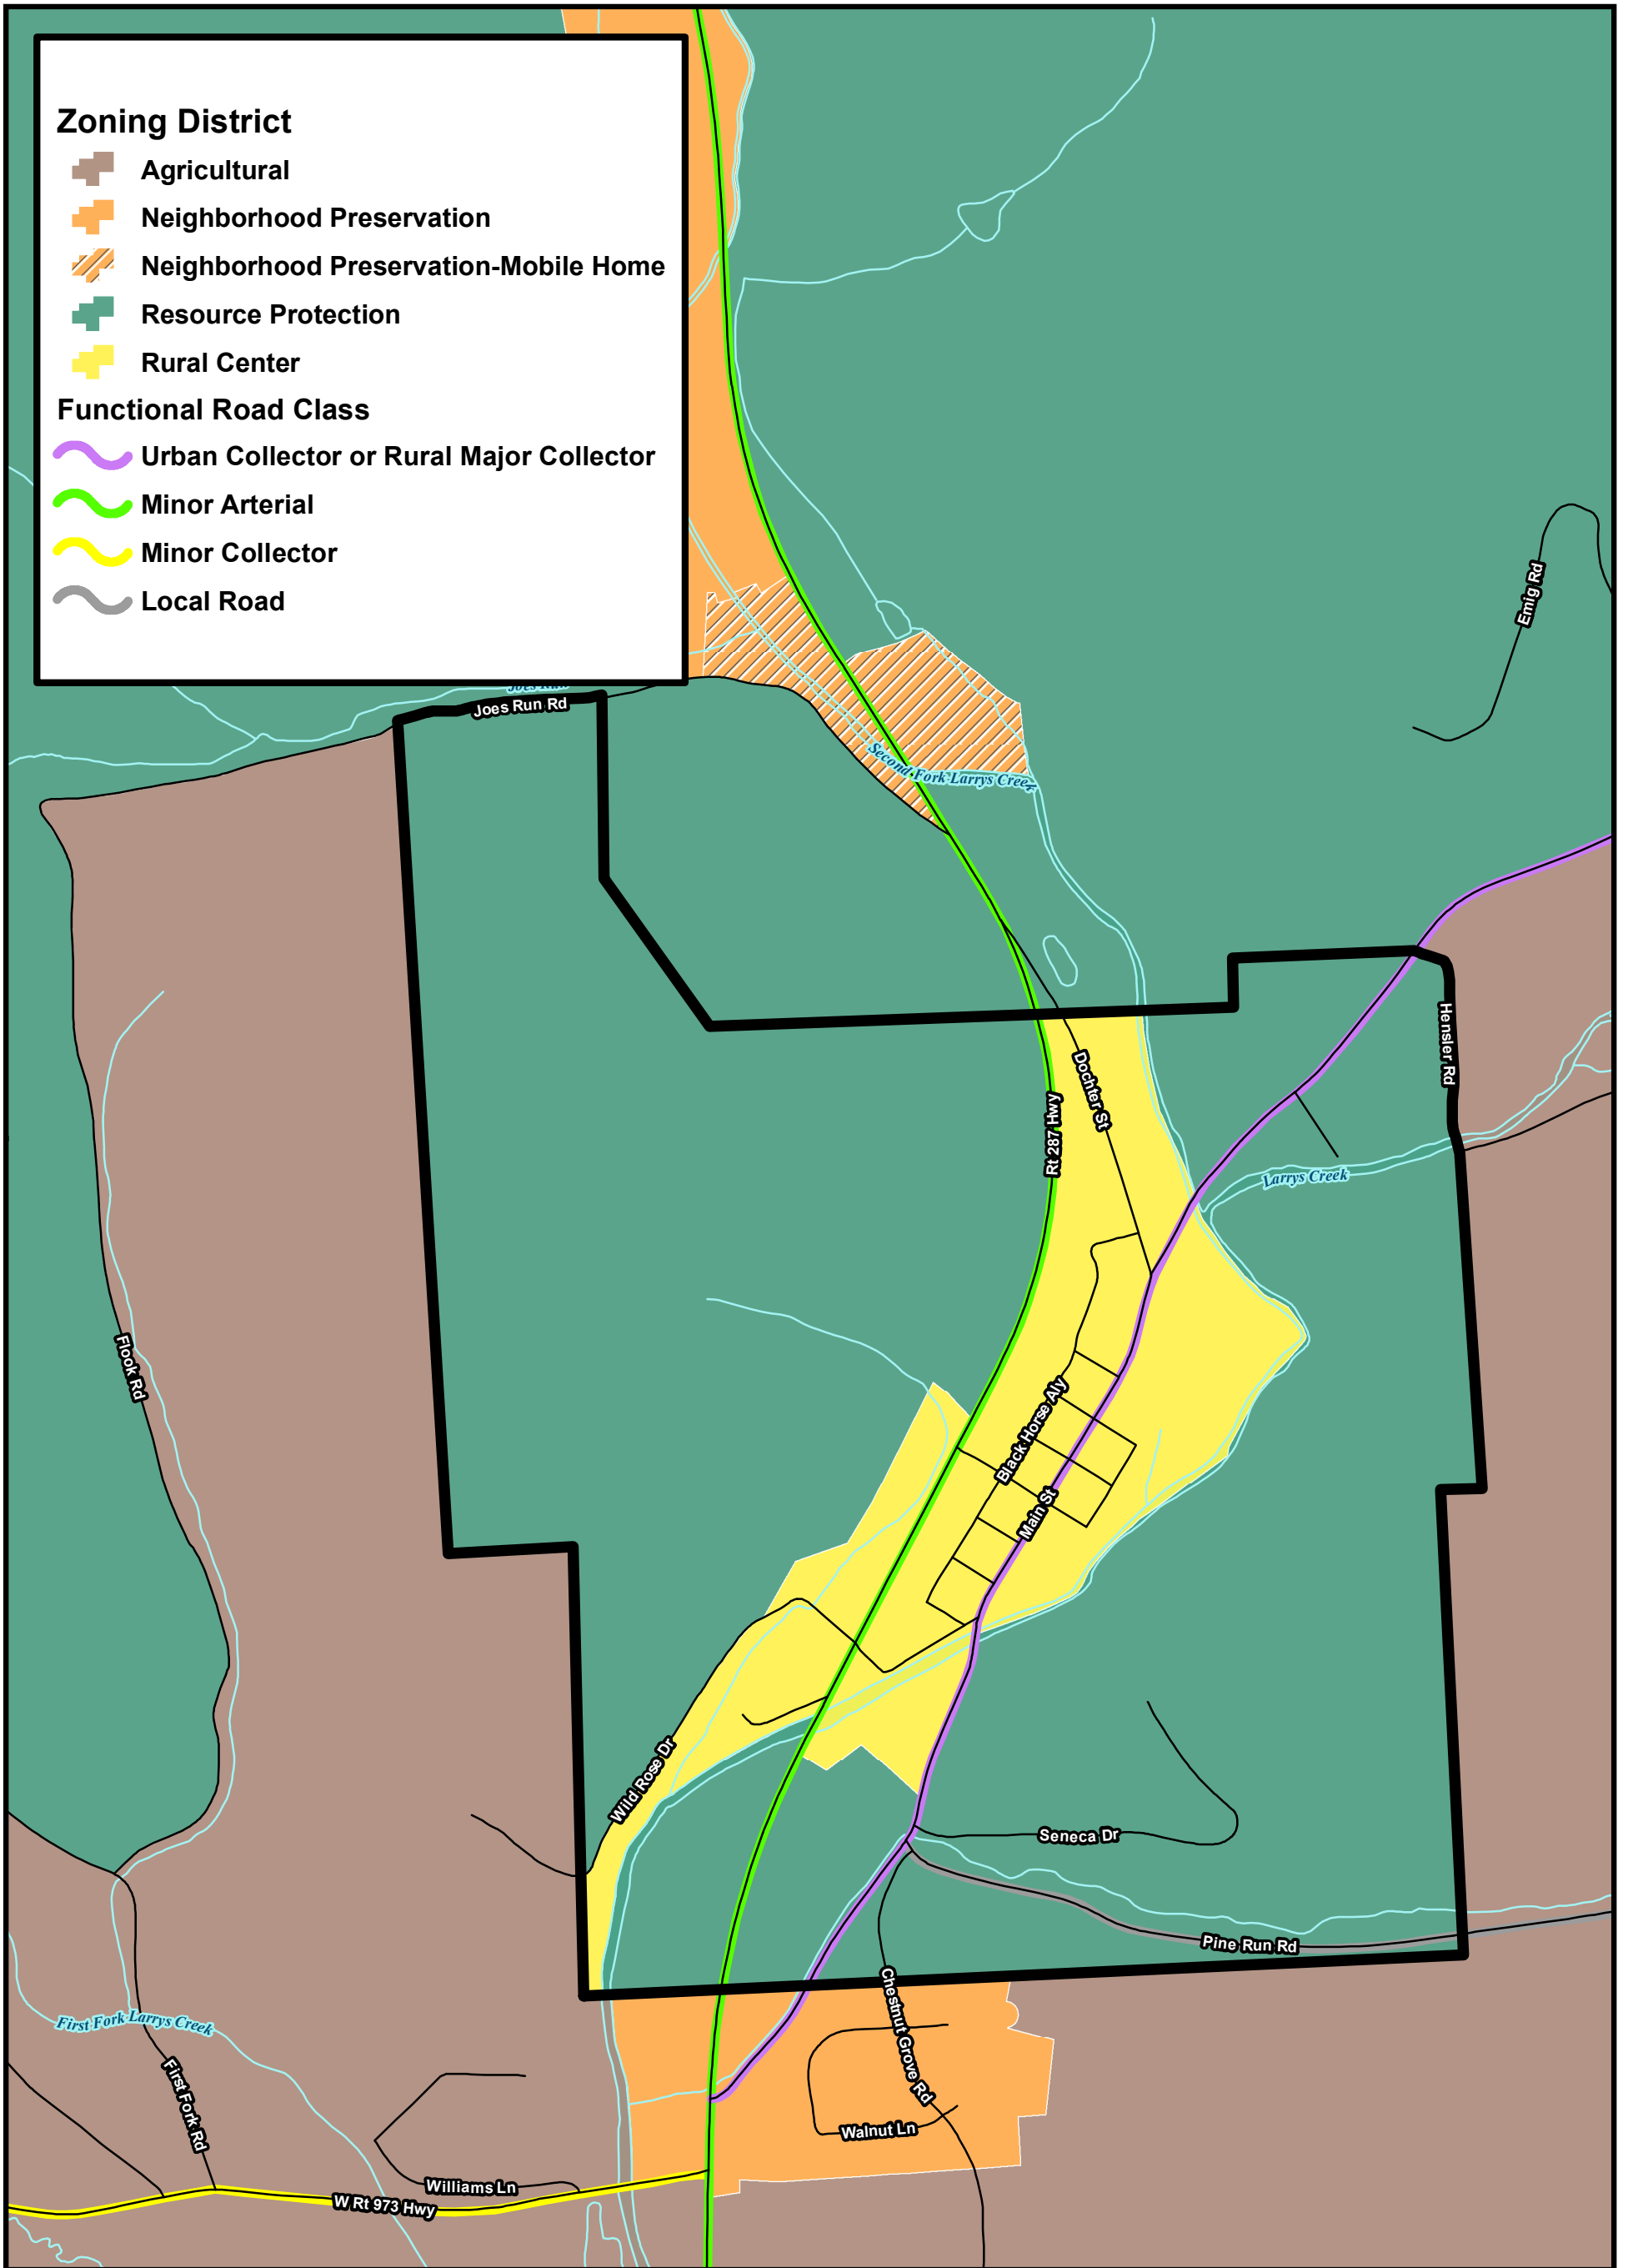 Zoning District
Agricultural
Neighborhood Preservation
Neighborhood Preservation-Mobile Home
Resource Protection
Rural Center
Functional Road Class
Urban Collector or Rural Major Collector
Minor Arterial
Minor Collector
Local Road
Emig Rd
Joes Run
Joes Run Rd
Second Fork Larrys Creek
Hensler Rd
Dochter St
Rt 287 Hwy
Larrys Creek
Flook Rd
Black Horse Aly
Main St
Wild Rose Dr
Seneca Dr
Pine Run Rd
Chestnut Grove Rd
First Fork Larrys Creek
First Fork Rd
Walnut Ln
Williams Ln
W Rt 973 Hwy